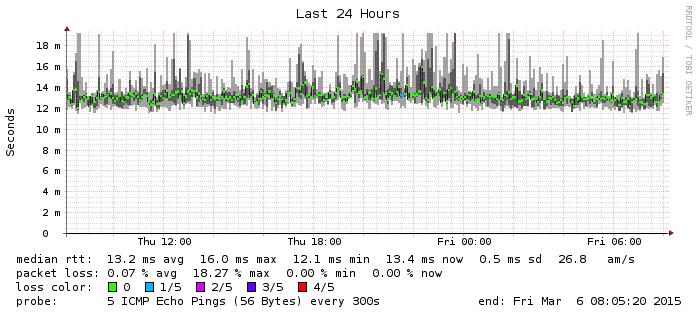 Last 24 Hours
RRDTOOL / TOBI OETIKER
Seconds
18 m
16 m
14 m
12 m
10 m
8 m
6 m
4 m
2 m
0
Thu 12:00 Thu 18:00 Fri 00:00 Fri 06:00
median rtt: 13.2 ms avg 16.0 ms max 12.1 ms min 13.4 ms now 0.5 ms sd 26.8 am/s
packet loss: 0.07 % avg 18.27 % max 0.00 % min 0.00 % now
loss color: 0 1/5 2/5 3/5 4/5
probe: 5 ICMP Echo Pings (56 Bytes) every 300s end: Fri Mar 6 08:05:20 2015